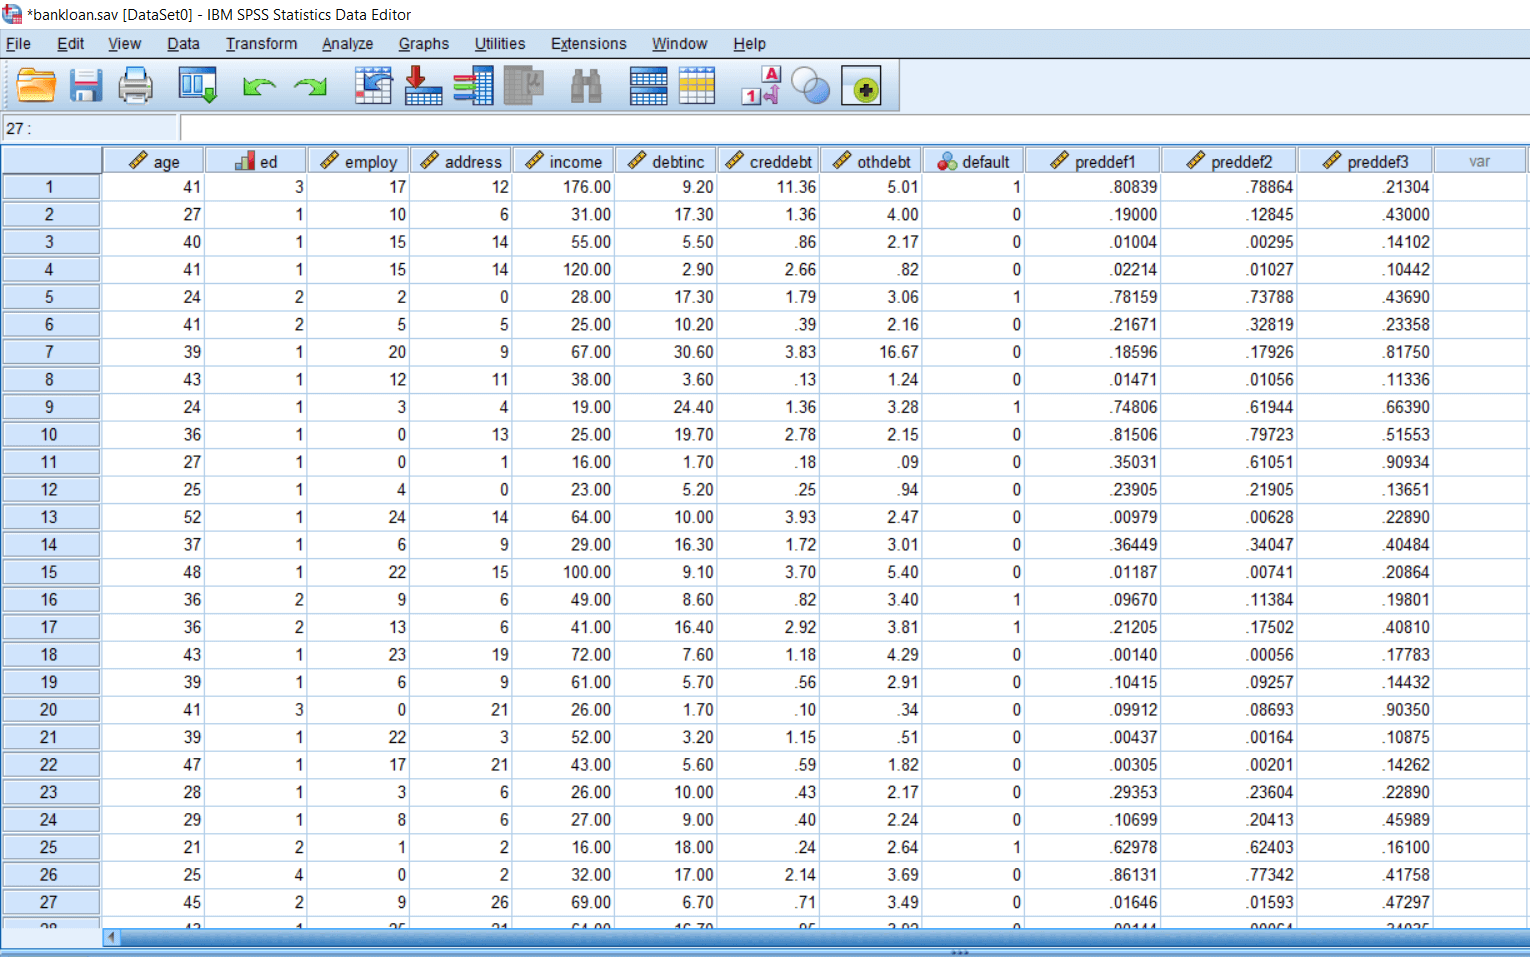 *bankloan.sav [DataSet0] - IBM SPSS Statistics Data Editor
File Edit View Data Transform Analyze Graphs Utilities Extensions Window Help
27 :
age ed employ address income debtinc creddebt othdebt default preddef1 preddef2 preddef3 var
1 41 3 17 12 176.00 9.20 11.36 5.01 1 .80839 .78864 .21304
2 27 1 10 6 31.00 17.30 1.36 4.00 0 .19000 .12845 .43000
3 40 1 15 14 55.00 5.50 .86 2.17 0 .01004 .00295 .14102
4 41 1 15 14 120.00 2.90 2.66 .82 0 .02214 .01027 .10442
5 24 2 2 0 28.00 17.30 1.79 3.06 1 .78159 .73788 .43690
6 41 2 5 5 25.00 10.20 .39 2.16 0 .21671 .32819 .23358
7 39 1 20 9 67.00 30.60 3.83 16.67 0 .18596 .17926 .81750
8 43 1 12 11 38.00 3.60 .13 1.24 0 .01471 .01056 .11336
9 24 1 3 4 19.00 24.40 1.36 3.28 1 .74806 .61944 .66390
10 36 1 0 13 25.00 19.70 2.78 2.15 0 .81506 .79723 .51553
11 27 1 0 1 16.00 1.70 .18 .09 0 .35031 .61051 .90934
12 25 1 4 0 23.00 5.20 .25 .94 0 .23905 .21905 .13651
13 52 1 24 14 64.00 10.00 3.93 2.47 0 .00979 .00628 .22890
14 37 1 6 9 29.00 16.30 1.72 3.01 0 .36449 .34047 .40484
15 48 1 22 15 100.00 9.10 3.70 5.40 0 .01187 .00741 .20864
16 36 2 9 6 49.00 8.60 .82 3.40 1 .09670 .11384 .19801
17 36 2 13 6 41.00 16.40 2.92 3.81 1 .21205 .17502 .40810
18 43 1 23 19 72.00 7.60 1.18 4.29 0 .00140 .00056 .17783
19 39 1 6 9 61.00 5.70 .56 2.91 0 .10415 .09257 .14432
20 41 3 0 21 26.00 1.70 .10 .34 0 .09912 .08693 .90350
21 39 1 22 3 52.00 3.20 1.15 .51 0 .00437 .00164 .10875
22 47 1 17 21 43.00 5.60 .59 1.82 0 .00305 .00201 .14262
23 28 1 3 6 26.00 10.00 .43 2.17 0 .29353 .23604 .22890
24 29 1 8 6 27.00 9.00 .40 2.24 0 .10699 .20413 .45989
25 21 2 1 2 16.00 18.00 .24 2.64 1 .62978 .62403 .16100
26 25 4 0 2 32.00 17.00 2.14 3.69 0 .86131 .77342 .41758
27 45 2 9 26 69.00 6.70 .71 3.49 0 .01646 .01593 .47297